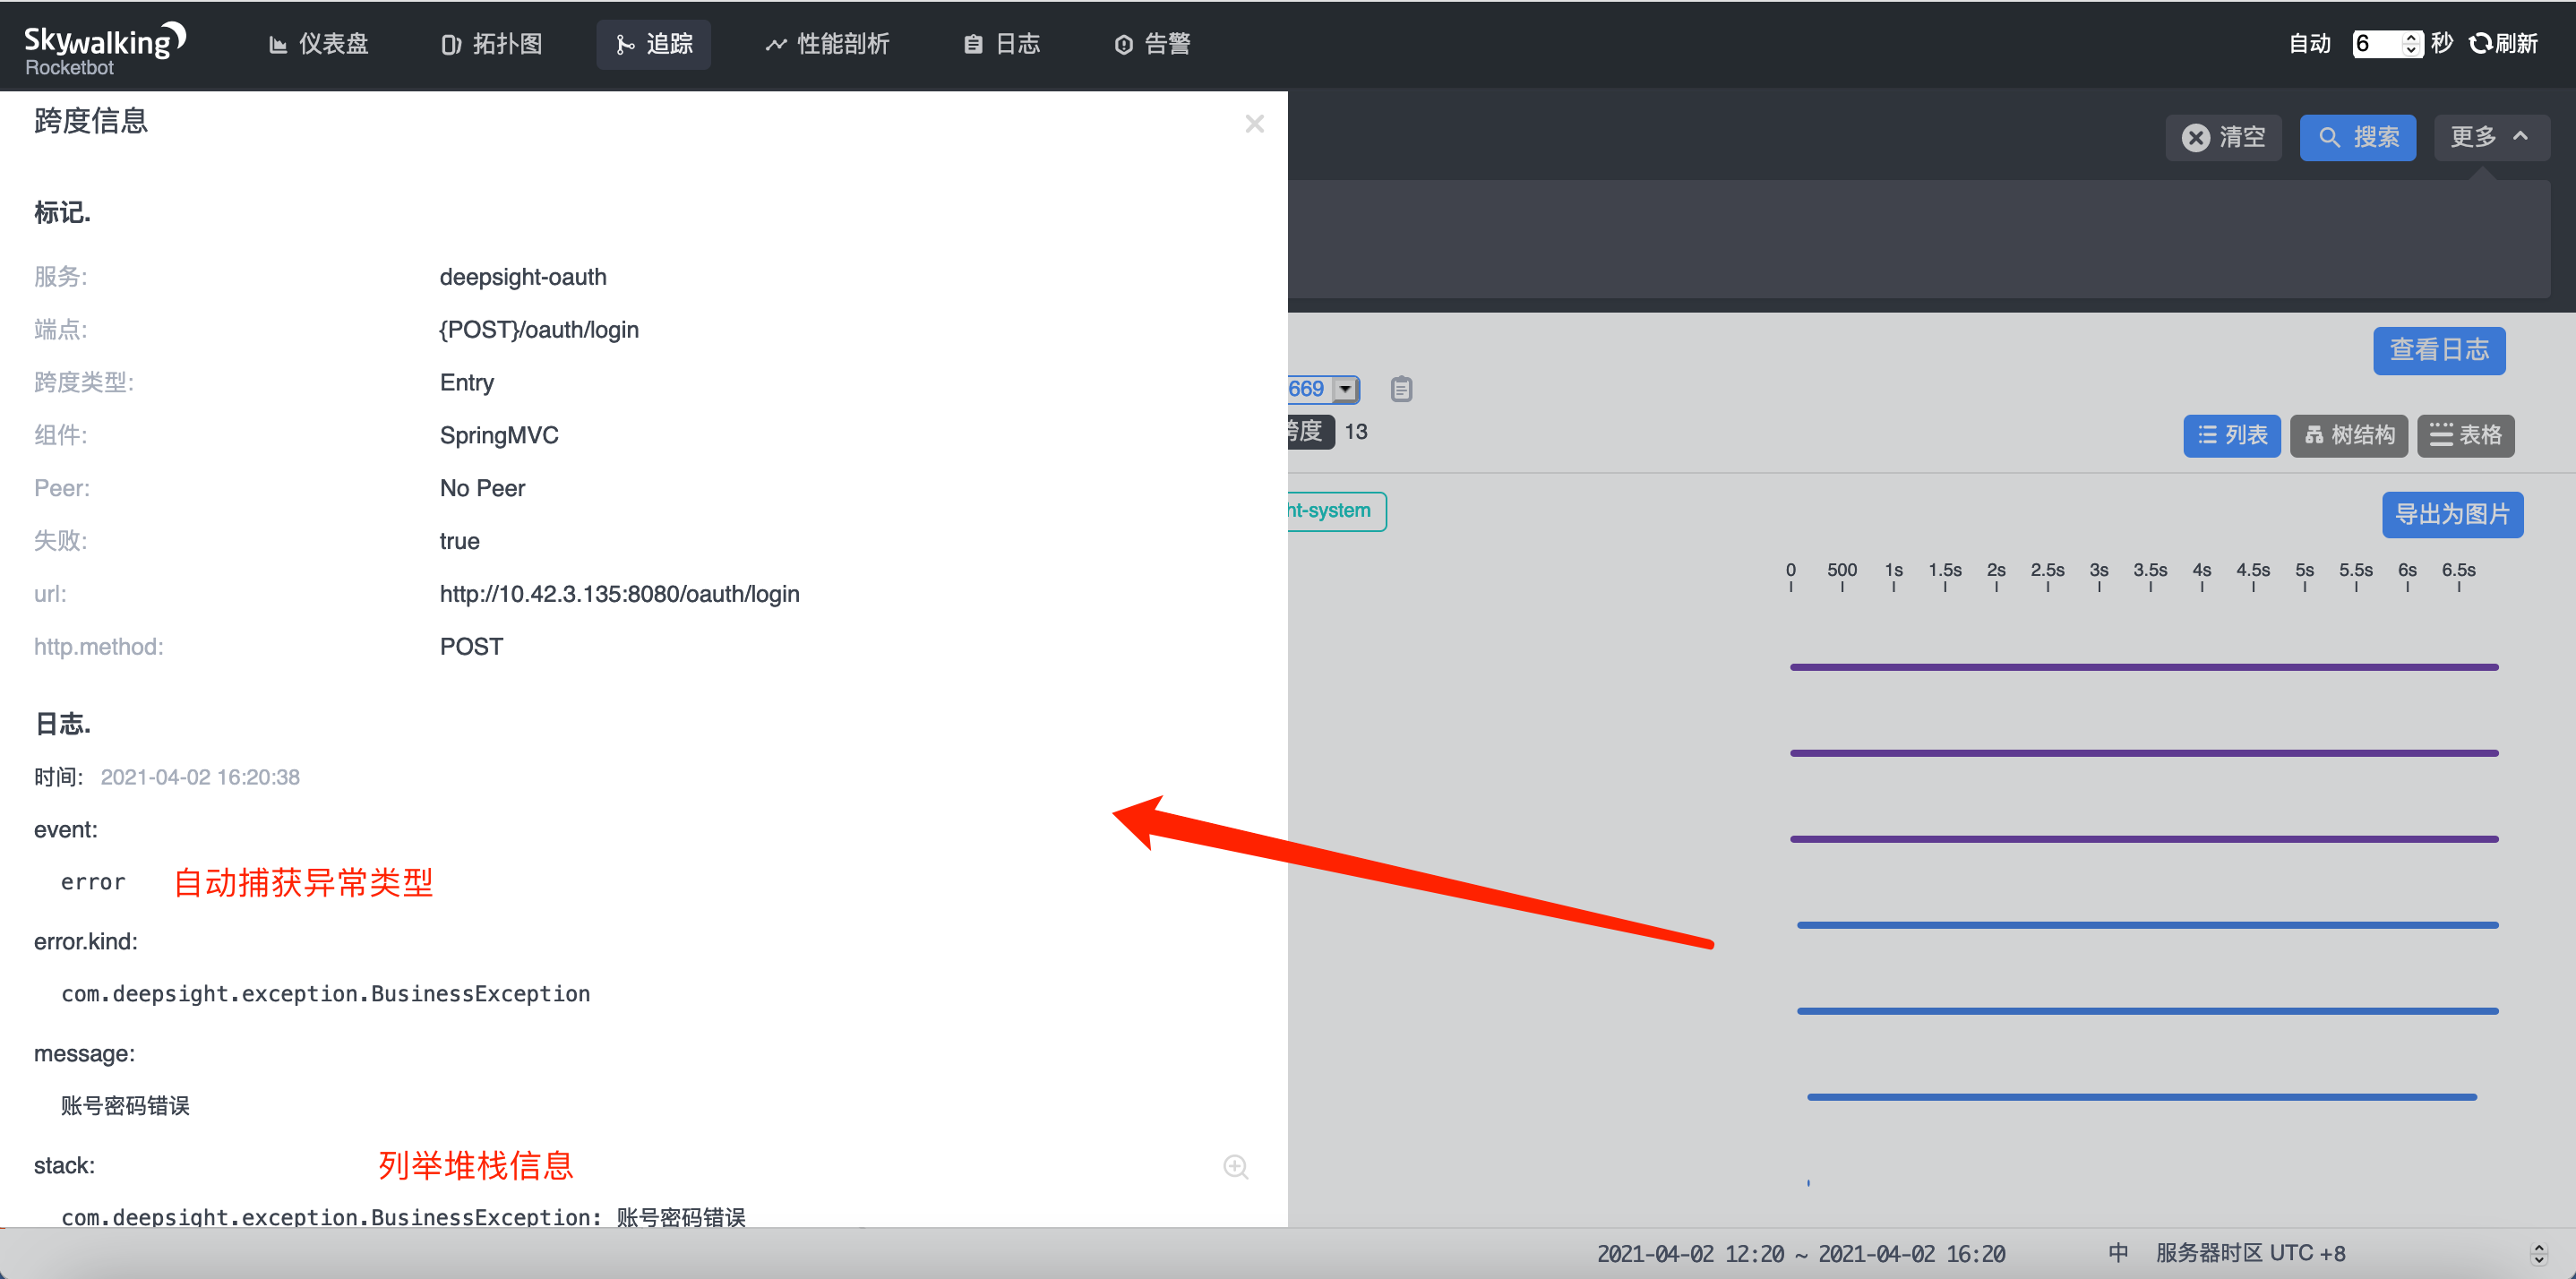 Skywalking
Rocketbot
仪表盘
拓扑图
追踪
性能剖析
日志
告警
自动 6 秒 刷新
跨度信息
清空
搜索
更多
标记.
服务: deepsight-oauth
端点: {POST}/oauth/login
跨度类型: Entry
组件: SpringMVC
Peer: No Peer
失败: true
url: http://10.42.3.135:8080/oauth/login
http.method: POST
日志.
时间: 2021-04-02 16:20:38
event:
error 自动捕获异常类型
error.kind:
com.deepsight.exception.BusinessException
message:
账号密码错误
stack: 列举堆栈信息
com.deepsight.exception.BusinessException: 账号密码错误
查看日志
669
跨度 13
列表
树结构
表格
ht-system
导出为图片
0 500 1s 1.5s 2s 2.5s 3s 3.5s 4s 4.5s 5s 5.5s 6s 6.5s
2021-04-02 12:20 ~ 2021-04-02 16:20
中
服务器时区 UTC +8